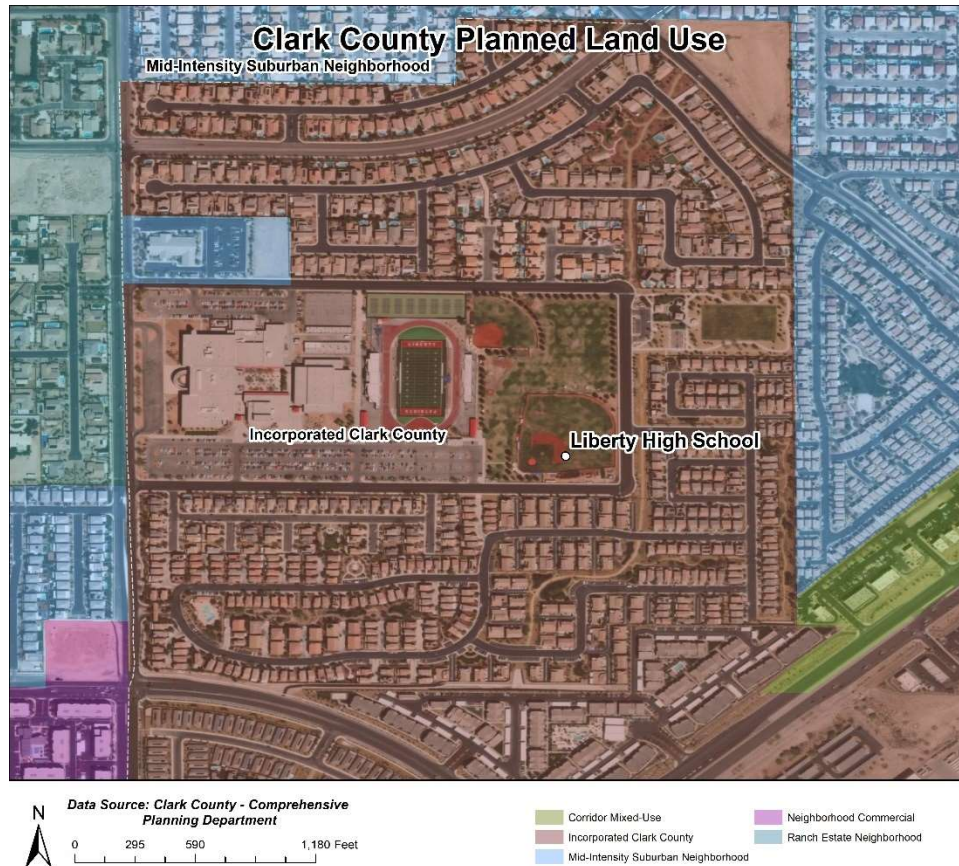 Clark County Planned Land Use
Mid-Intensity Suburban Neighborhood
LIBERTY
PATRIOTS
Incorporated Clark County
Liberty High School
N
Data Source: Clark County - Comprehensive
Planning Department
0 295 590 1,180 Feet
Corridor Mixed-Use
Incorporated Clark County
Mid-Intensity Suburban Neighborhood
Neighborhood Commercial
Ranch Estate Neighborhood